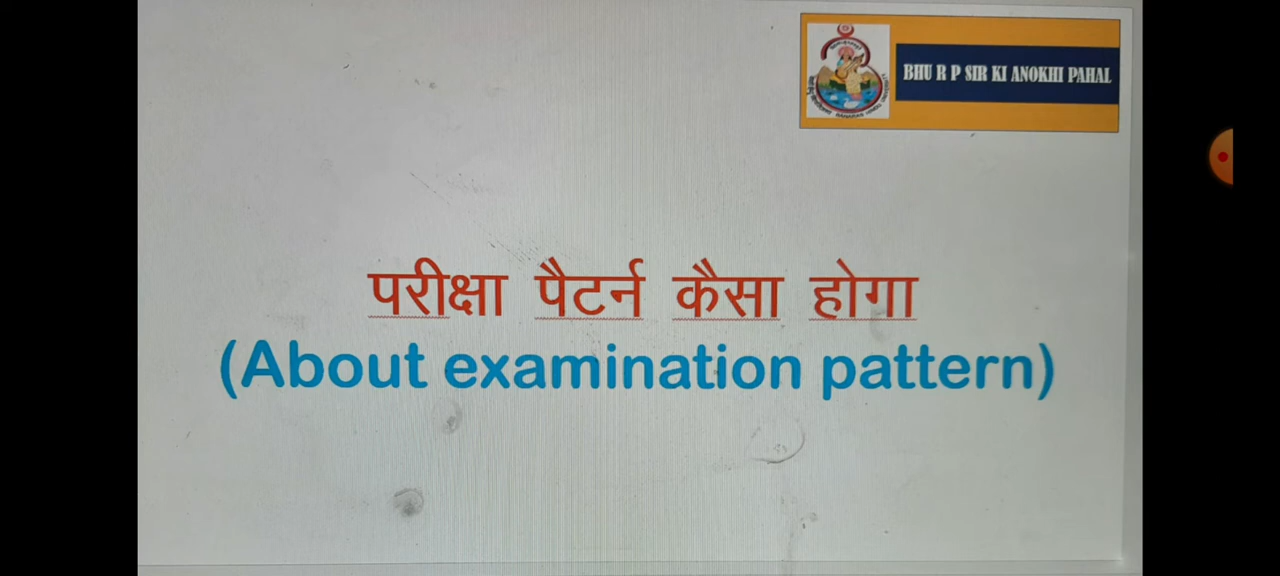 BHU R P SIR KI ANOKHI PAHAL
परीक्षा पैटर्न कैसा होगा
(About examination pattern)